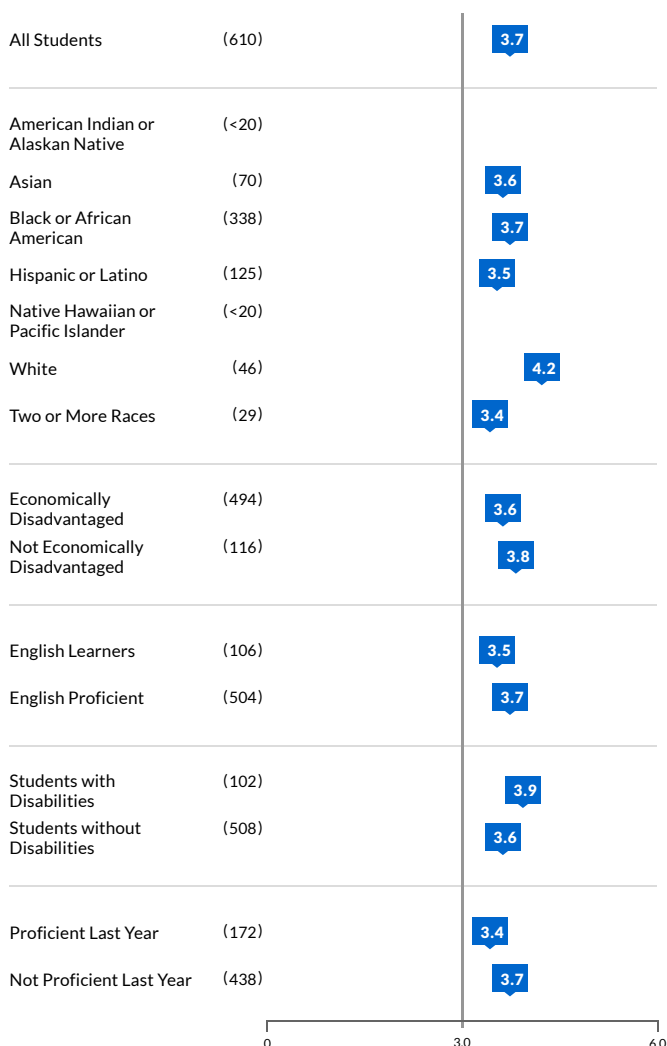 All Students (610) 3.7
American Indian or (<20)
Alaskan Native
Asian (70) 3.6
Black or African (338)
American 3.7
Hispanic or Latino (125) 3.5
Native Hawaiian or (<20)
Pacific Islander
White (46) 4.2
Two or More Races (29) 3.4
Economically (494)
Disadvantaged 3.6
Not Economically (116) 3.8
Disadvantaged
English Learners (106) 3.5
English Proficient (504) 3.7
Students with (102) 3.9
Disabilities
Students without (508) 3.6
Disabilities
Proficient Last Year (172) 3.4
Not Proficient Last Year (438) 3.7
0 3.0 6.0